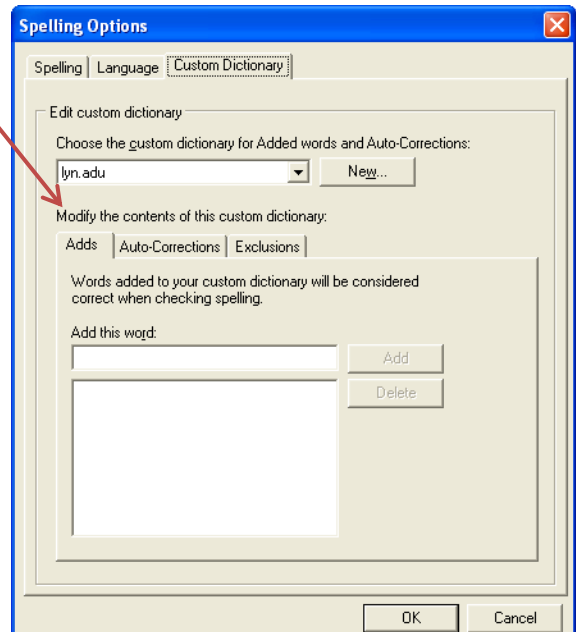 Spelling Options
Spelling Language Custom Dictionary
Edit custom dictionary
Choose the custom dictionary for Added words and Auto-Corrections:
lyn.adu New...
Modify the contents of this custom dictionary:
Adds Auto-Corrections Exclusions
Words added to your custom dictionary will be considered
correct when checking spelling.
Add this word:
Add
Delete
OK Cancel